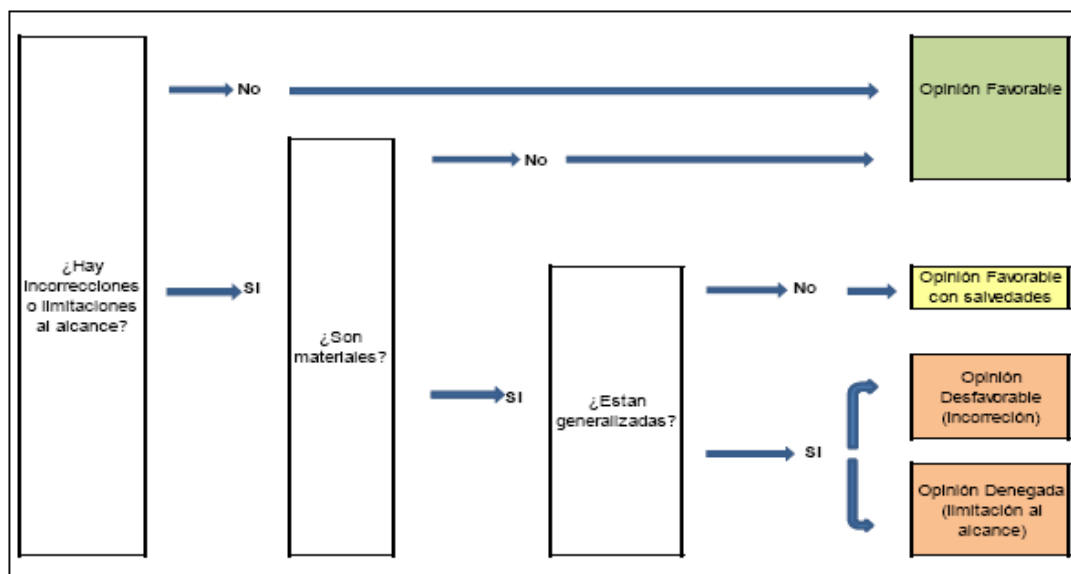 No
Opinión Favorable
No
¿Hay
Incorrecciones
o limitaciones
al alcance?
SI
¿Son
materiales?
SI
¿Estan
generalizadas?
No
Opinión Favorable
con salvedades
SI
Opinión
Desfavorable
(Incorreción)
Opinión Denegada
(limitación al
alcance)